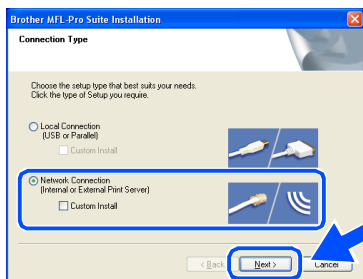 Brother MFL-Pro Suite Installation
Connection Type
Choose the setup type that best suits your needs.
Click the type of Setup you require.
Local Connection
(USB or Parallel)
Custom Install
Network Connection
(Internal or External Print Server)
Custom Install
< Back
Next >
Cancel